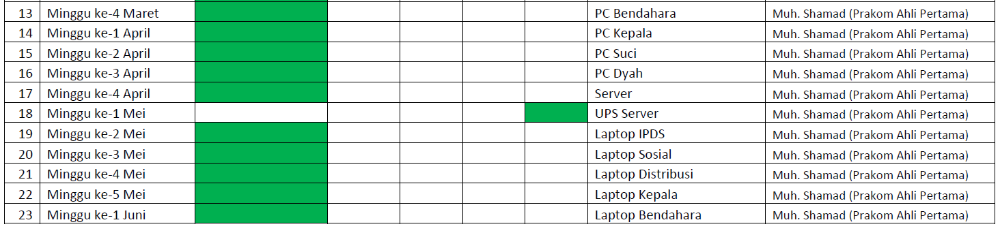 13 Minggu ke-4 Maret PC Bendahara Muh. Shamad (Prakom Ahli Pertama)
14 Minggu ke-1 April PC Kepala Muh. Shamad (Prakom Ahli Pertama)
15 Minggu ke-2 April PC Suci Muh. Shamad (Prakom Ahli Pertama)
16 Minggu ke-3 April PC Dyah Muh. Shamad (Prakom Ahli Pertama)
17 Minggu ke-4 April Server Muh. Shamad (Prakom Ahli Pertama)
18 Minggu ke-1 Mei UPS Server Muh. Shamad (Prakom Ahli Pertama)
19 Minggu ke-2 Mei Laptop IPDS Muh. Shamad (Prakom Ahli Pertama)
20 Minggu ke-3 Mei Laptop Sosial Muh. Shamad (Prakom Ahli Pertama)
21 Minggu ke-4 Mei Laptop Distribusi Muh. Shamad (Prakom Ahli Pertama)
22 Minggu ke-5 Mei Laptop Kepala Muh. Shamad (Prakom Ahli Pertama)
23 Minggu ke-1 Juni Laptop Bendahara Muh. Shamad (Prakom Ahli Pertama)